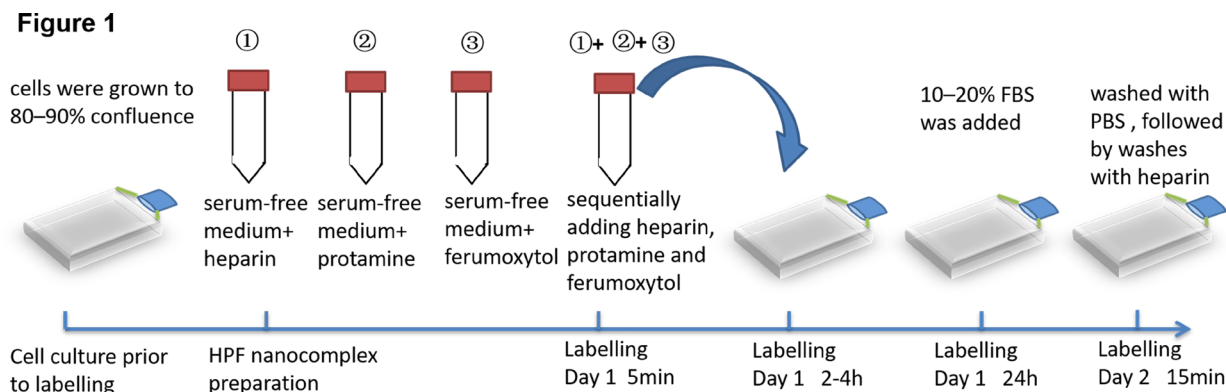 Figure 1
①
②
③
①+ ②+ ③
cells were grown to
80–90% confluence
10–20% FBS
was added
washed with
PBS , followed
by washes
with heparin
serum-free
medium+
heparin
serum-free
medium+
protamine
serum-free
medium+
ferumoxytol
sequentially
adding heparin,
protamine and
ferumoxytol
Cell culture prior
to labelling
HPF nanocomplex
preparation
Labelling
Day 1 5min
Labelling
Day 1 2-4h
Labelling
Day 1 24h
Labelling
Day 2 15min